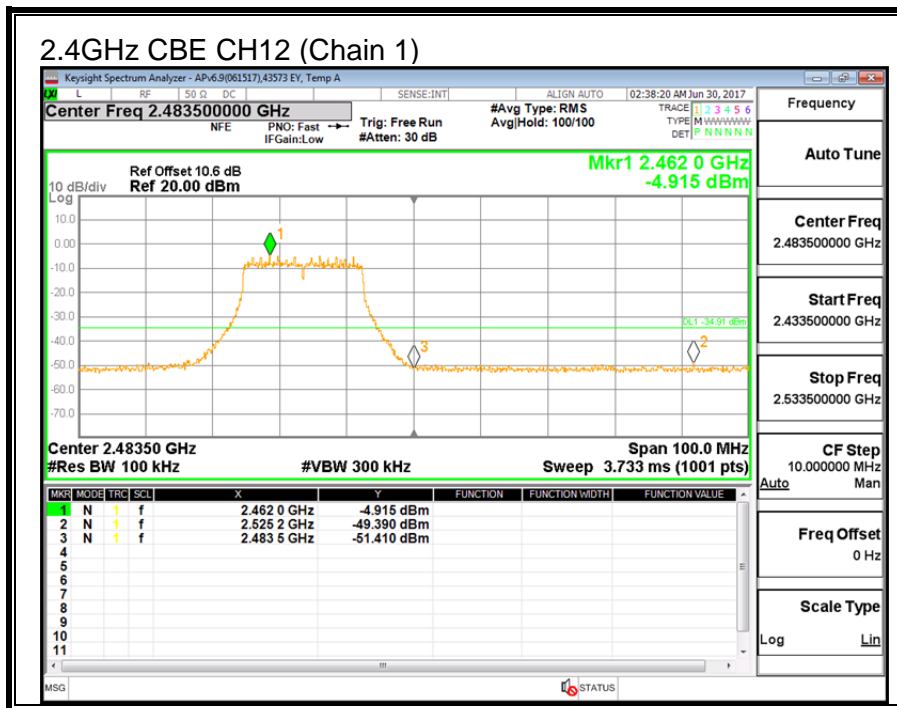 2.4GHz CBE CH12 (Chain 1)
Keysight Spectrum Analyzer - APv6.9(061517),43573 EY, Temp A
LXI L RF 50 Ω DC SENSE:INT ALIGN AUTO 02:38:20 AM Jun 30, 2017
Center Freq 2.483500000 GHz
NFE PNO: Fast IFGain:Low
Trig: Free Run
#Atten: 30 dB
#Avg Type: RMS
Avg|Hold: 100/100
TRACE 1 2 3 4 5 6
TYPE M WWWWW
DET P N N N N N
Frequency
Auto Tune
Center Freq
2.483500000 GHz
Start Freq
2.433500000 GHz
Stop Freq
2.533500000 GHz
CF Step
10.000000 MHz
Auto Man
Freq Offset
0 Hz
Scale Type
Log Lin
Mkr1 2.462 0 GHz
-4.915 dBm
Ref Offset 10.6 dB
10 dB/div Ref 20.00 dBm
Log
10.0
0.00
-10.0
-20.0
-30.0
-40.0
-50.0
-60.0
-70.0
1
2
3
DL1 -34.91 dBm
Center 2.48350 GHz Span 100.0 MHz
#Res BW 100 kHz #VBW 300 kHz Sweep 3.733 ms (1001 pts)
MKR MODE TRC SCL X Y FUNCTION FUNCTION WIDTH FUNCTION VALUE
1 N 1 f 2.462 0 GHz -4.915 dBm
2 N 1 f 2.525 2 GHz -49.390 dBm
3 N 1 f 2.483 5 GHz -51.410 dBm
4
5
6
7
8
9
10
11
MSG STATUS